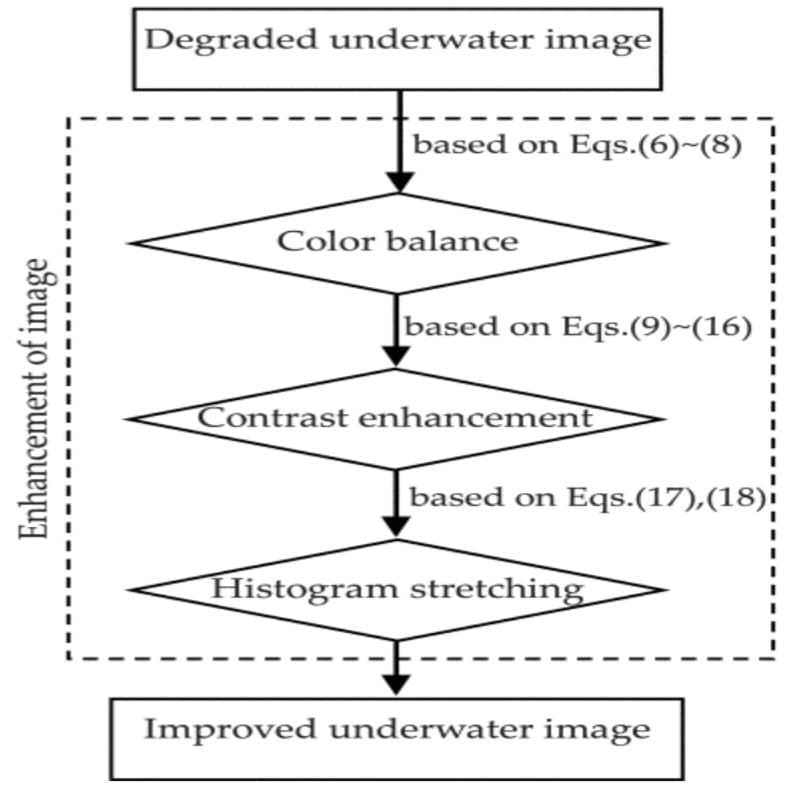 Degraded underwater image
based on Eqs.(6)~(8)
Color balance
based on Eqs.(9)~(16)
Enhancement of image
Contrast enhancement
based on Eqs.(17),(18)
Histogram stretching
Improved underwater image